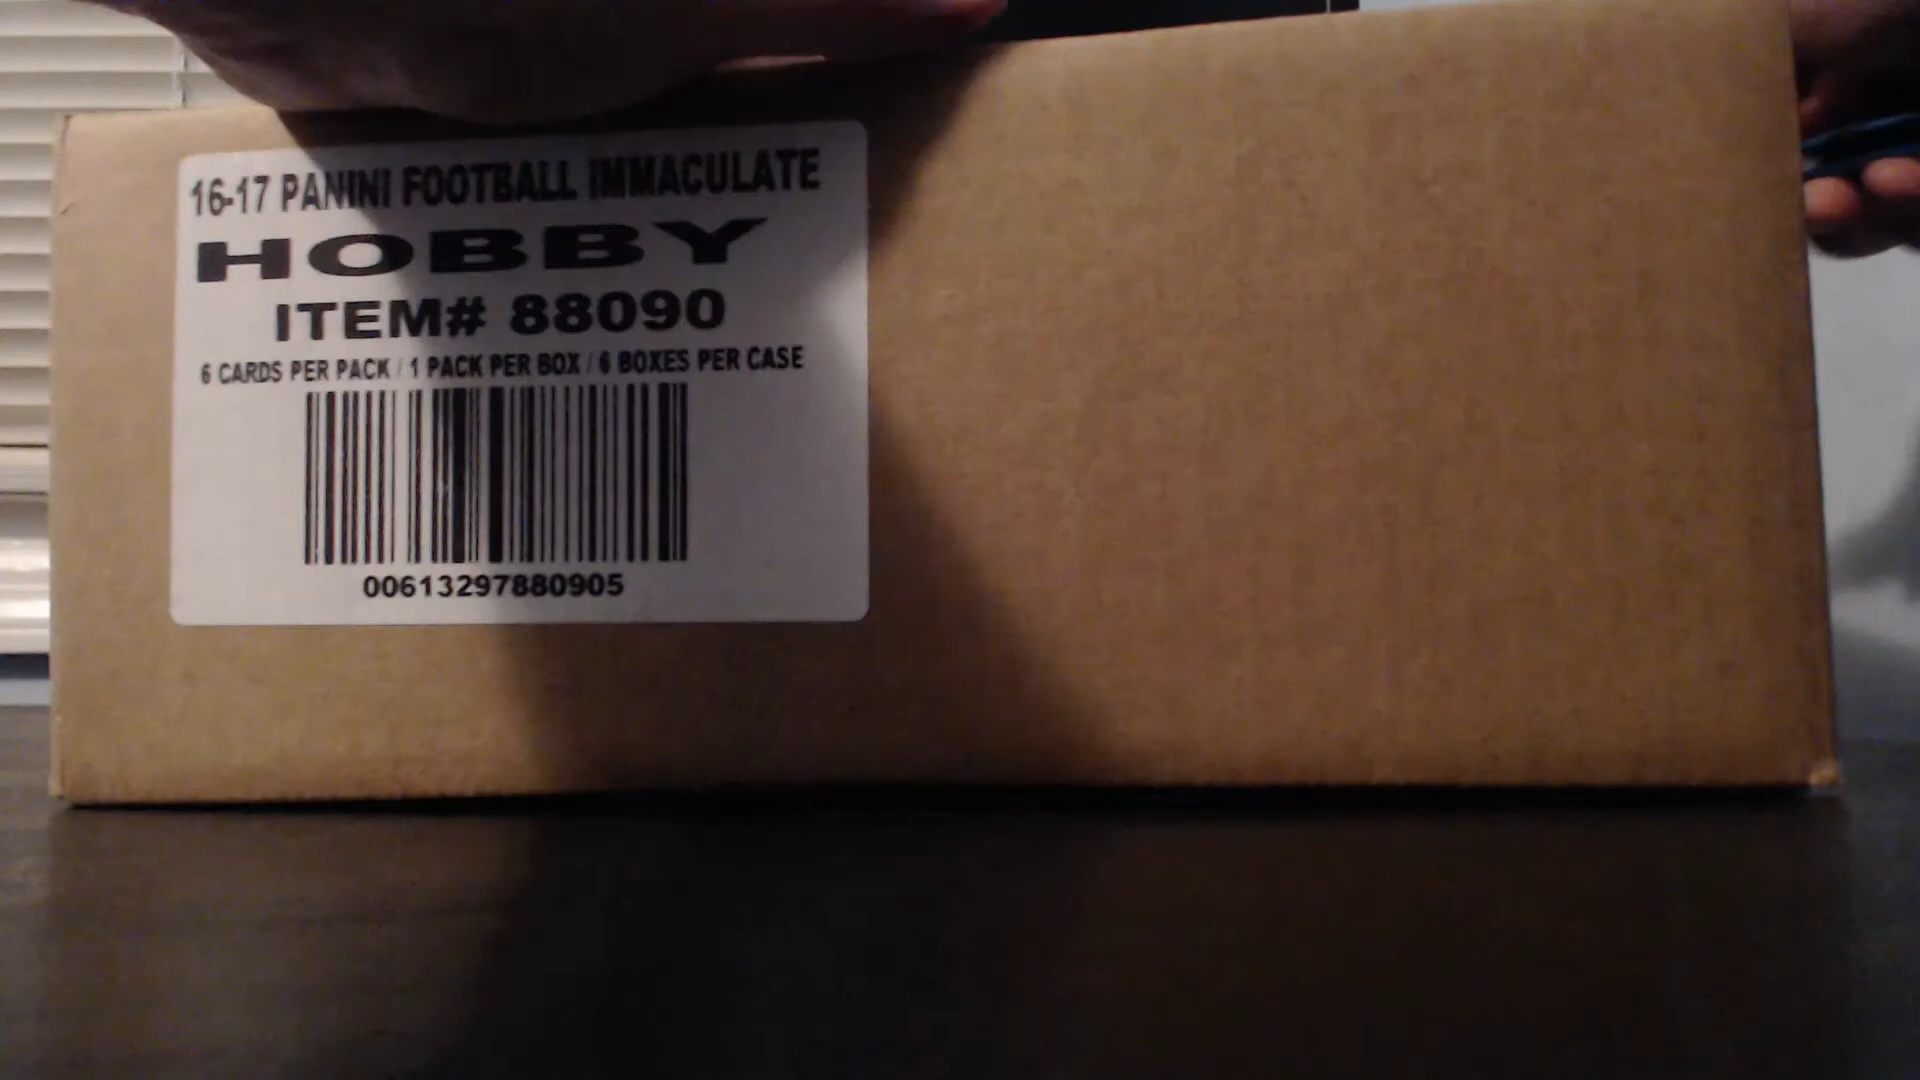 16-17 PANINI FOOTBALL IMMACULATE
HOBBY
ITEM# 88090
6 CARDS PER PACK / 1 PACK PER BOX / 6 BOXES PER CASE
00613297880905